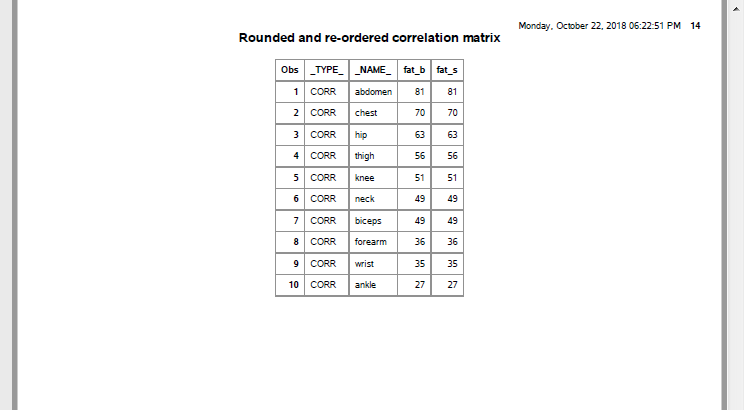 Monday, October 22, 2018 06:22:51 PM 14
Rounded and re-ordered correlation matrix
Obs _TYPE_ _NAME_ fat_b fat_s
1 CORR abdomen 81 81
2 CORR chest 70 70
3 CORR hip 63 63
4 CORR thigh 56 56
5 CORR knee 51 51
6 CORR neck 49 49
7 CORR biceps 49 49
8 CORR forearm 36 36
9 CORR wrist 35 35
10 CORR ankle 27 27